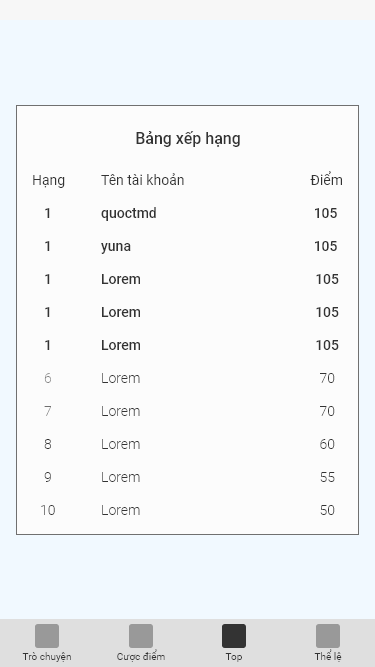 Bảng xếp hạng
Hạng Tên tài khoản Điểm
1 quoctmd 105
1 yuna 105
1 Lorem 105
1 Lorem 105
1 Lorem 105
6 Lorem 70
7 Lorem 70
8 Lorem 60
9 Lorem 55
10 Lorem 50
Trò chuyện Cược điểm Top Thể lệ